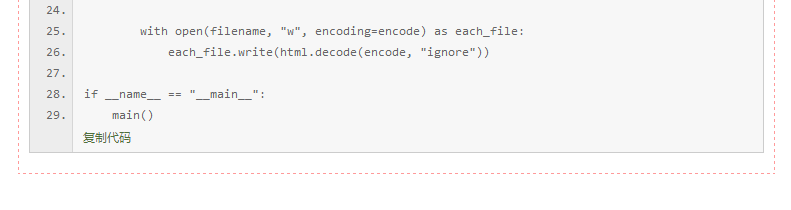 24.
25.        with open(filename, "w", encoding=encode) as each_file:
26.            each_file.write(html.decode(encode, "ignore"))
27.
28. if __name__ == "__main__":
29.     main()
复制代码